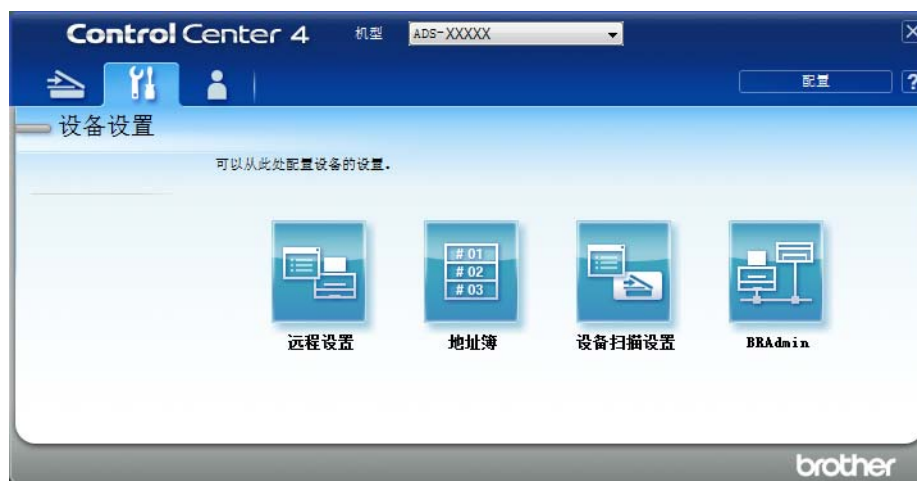 ControlCenter 4 机型 ADS-XXXXX
配置 ?
设备设置
可以从此处配置设备的设置.
# 01
# 02
# 03
远程设置 地址簿 设备扫描设置 BRAdmin
brother